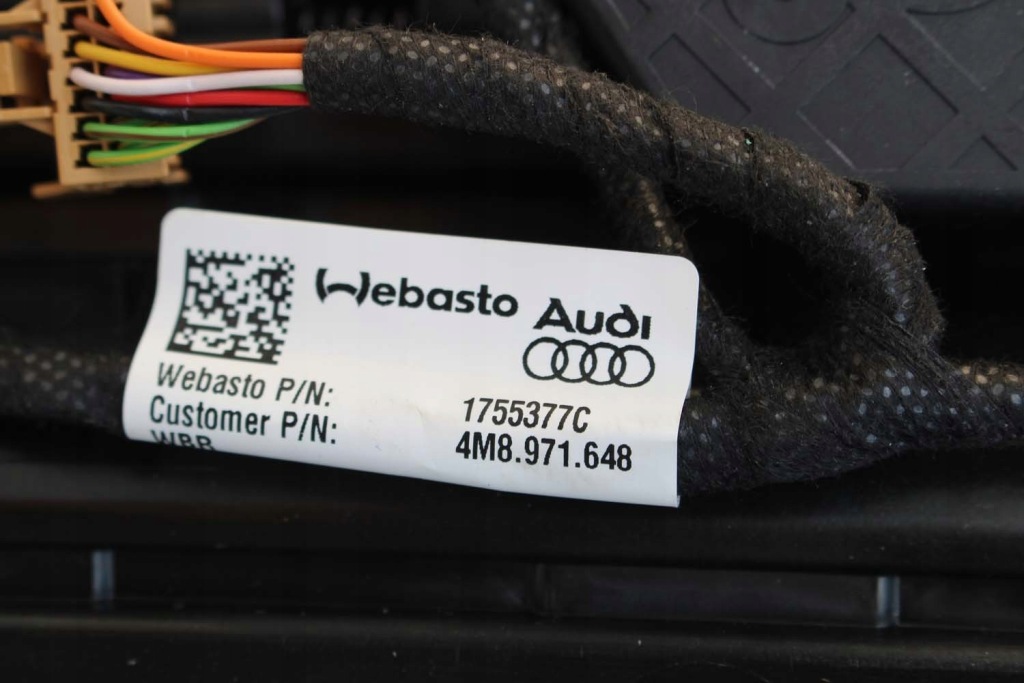 Webasto Audi
Webasto P/N: 1755377C
Customer P/N: 4M8.971.648